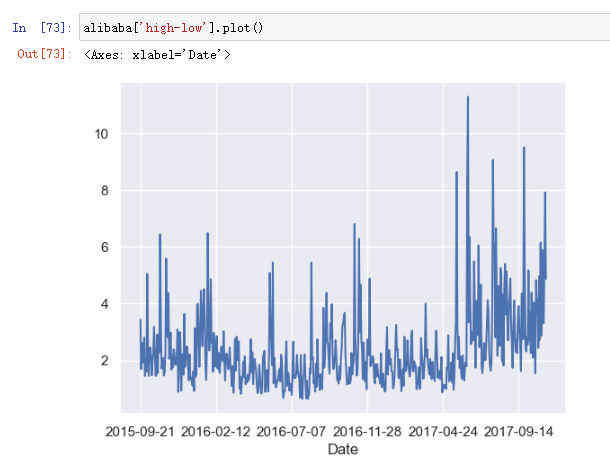 In [73]: alibaba['high-low'].plot()
Out[73]: <Axes: xlabel='Date'>
10
8
6
4
2
2015-09-21 2016-02-12 2016-07-07 2016-11-28 2017-04-24 2017-09-14
Date